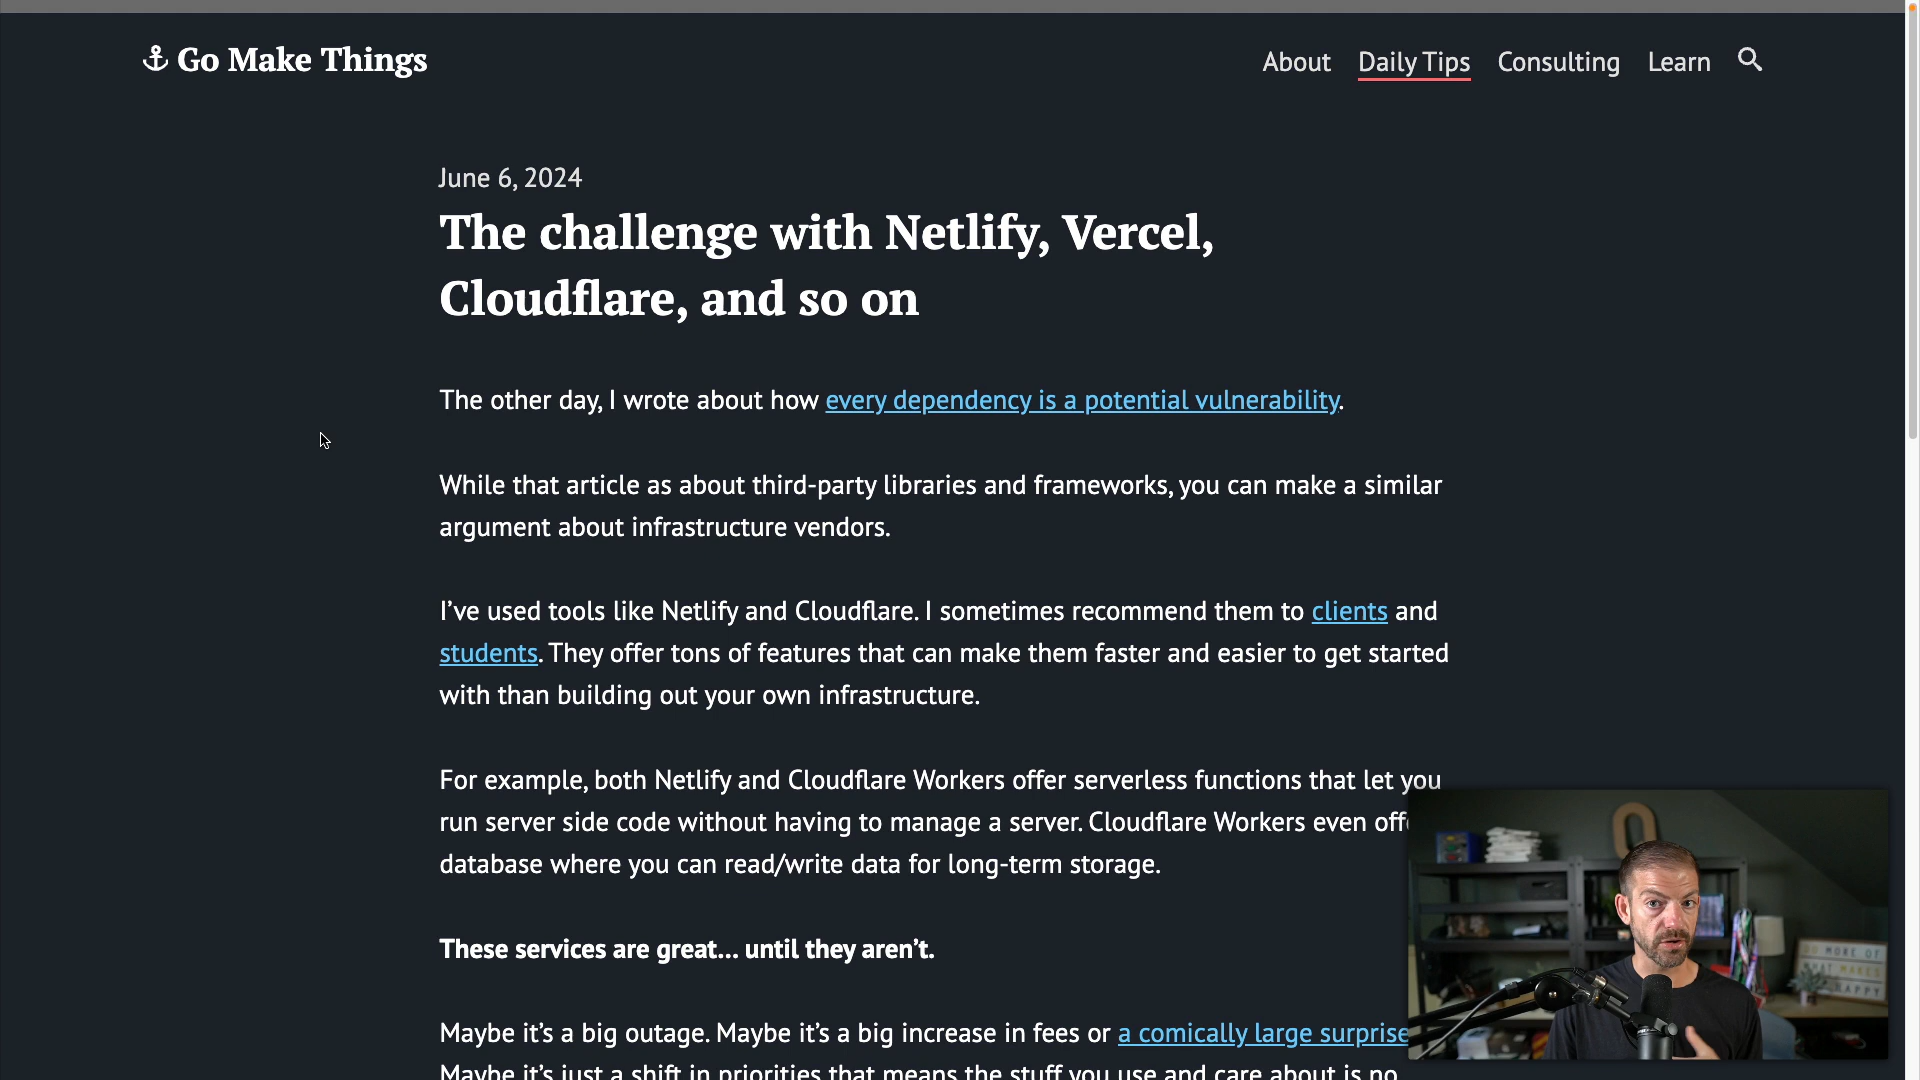 Go Make Things
About Daily Tips Consulting Learn
June 6, 2024
The challenge with Netlify, Vercel,
Cloudflare, and so on
The other day, I wrote about how every dependency is a potential vulnerability.
While that article as about third-party libraries and frameworks, you can make a similar
argument about infrastructure vendors.
I’ve used tools like Netlify and Cloudflare. I sometimes recommend them to clients and
students. They offer tons of features that can make them faster and easier to get started
with than building out your own infrastructure.
For example, both Netlify and Cloudflare Workers offer serverless functions that let you
run server side code without having to manage a server. Cloudflare Workers even
database where you can read/write data for long-term storage.
These services are great… until they aren’t.
Maybe it’s a big outage. Maybe it’s a big increase in fees or a comically large surprise
Maybe it’s just a shift in priorities that means the stuff you use and care about is no
DO MORE OF
WHAT MAKES
HAPPY